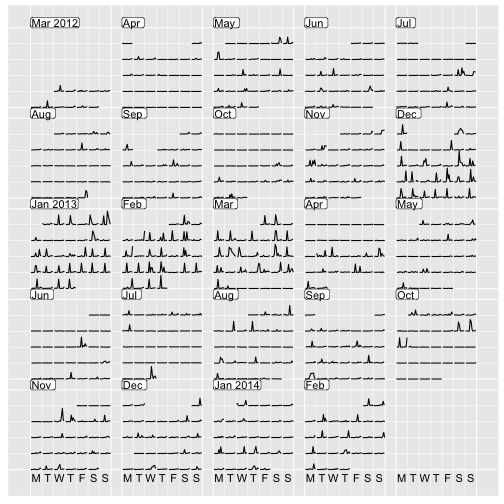 Mar 2012 Apr May Jun Jul
Aug Sep Oct Nov Dec
Jan 2013 Feb Mar Apr May
Jun Jul Aug Sep Oct
Nov Dec Jan 2014 Feb
M T W T F S S M T W T F S S M T W T F S S M T W T F S S M T W T F S S